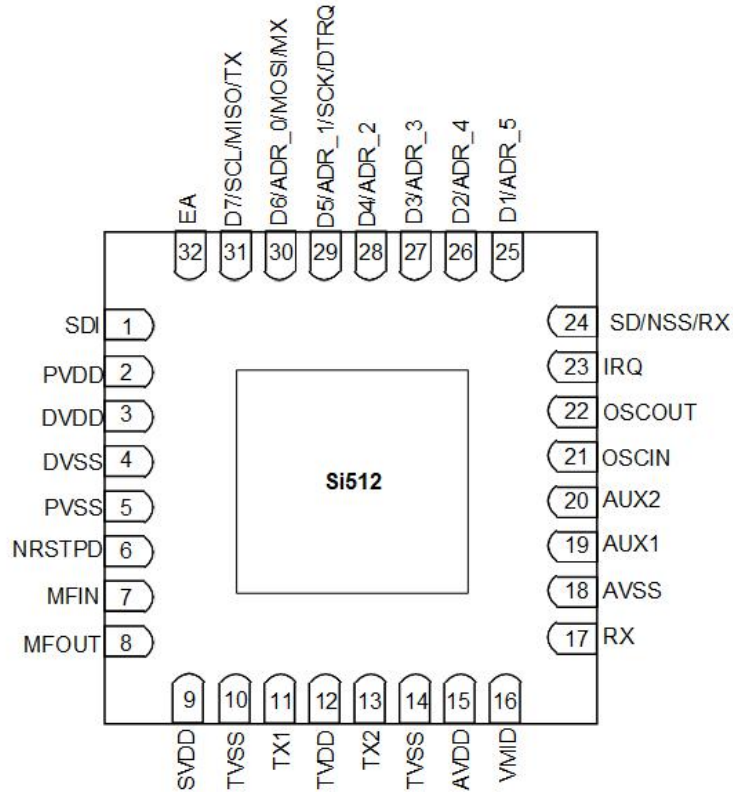 EA
D7/SCL/MISO/TX
D6/ADR_0/MOSI/MX
D5/ADR_1/SCK/DTRQ
D4/ADR_2
D3/ADR_3
D2/ADR_4
D1/ADR_5
32
31
30
29
28
27
26
25
SDI 1
PVDD 2
DVDD 3
DVSS 4
PVSS 5
NRSTPD 6
MFIN 7
MFOUT 8
Si512
24 SD/NSS/RX
23 IRQ
22 OSCOUT
21 OSCIN
20 AUX2
19 AUX1
18 AVSS
17 RX
9
10
11
12
13
14
15
16
SVDD
TVSS
TX1
TVDD
TX2
TVSS
AVDD
VMID